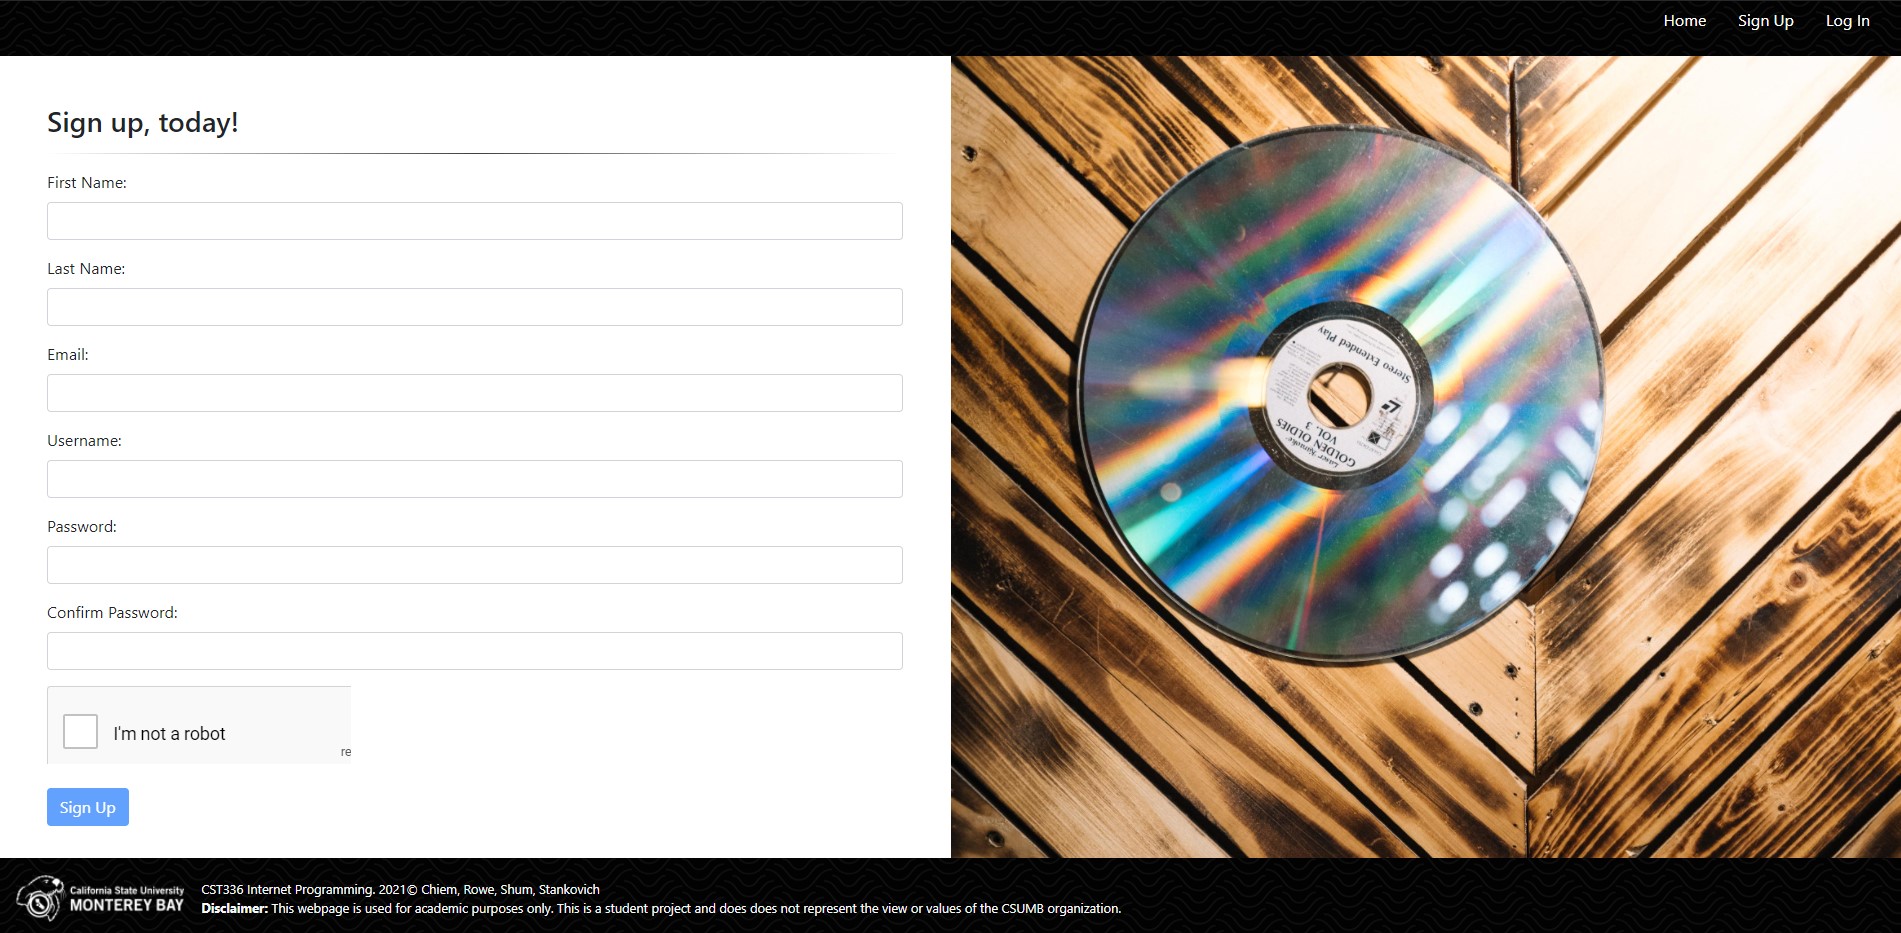 Home Sign Up Log In
Sign up, today!
First Name:
Last Name:
Email:
Username:
Password:
Confirm Password:
I'm not a robot
re
Sign Up
Stereo Extended Play
Laser Karaoke
GOLDEN OLDIES
VOL. 3
California State University
MONTEREY BAY
CST336 Internet Programming. 2021© Chiem, Rowe, Shum, Stankovich
Disclaimer: This webpage is used for academic purposes only. This is a student project and does does not represent the view or values of the CSUMB organization.